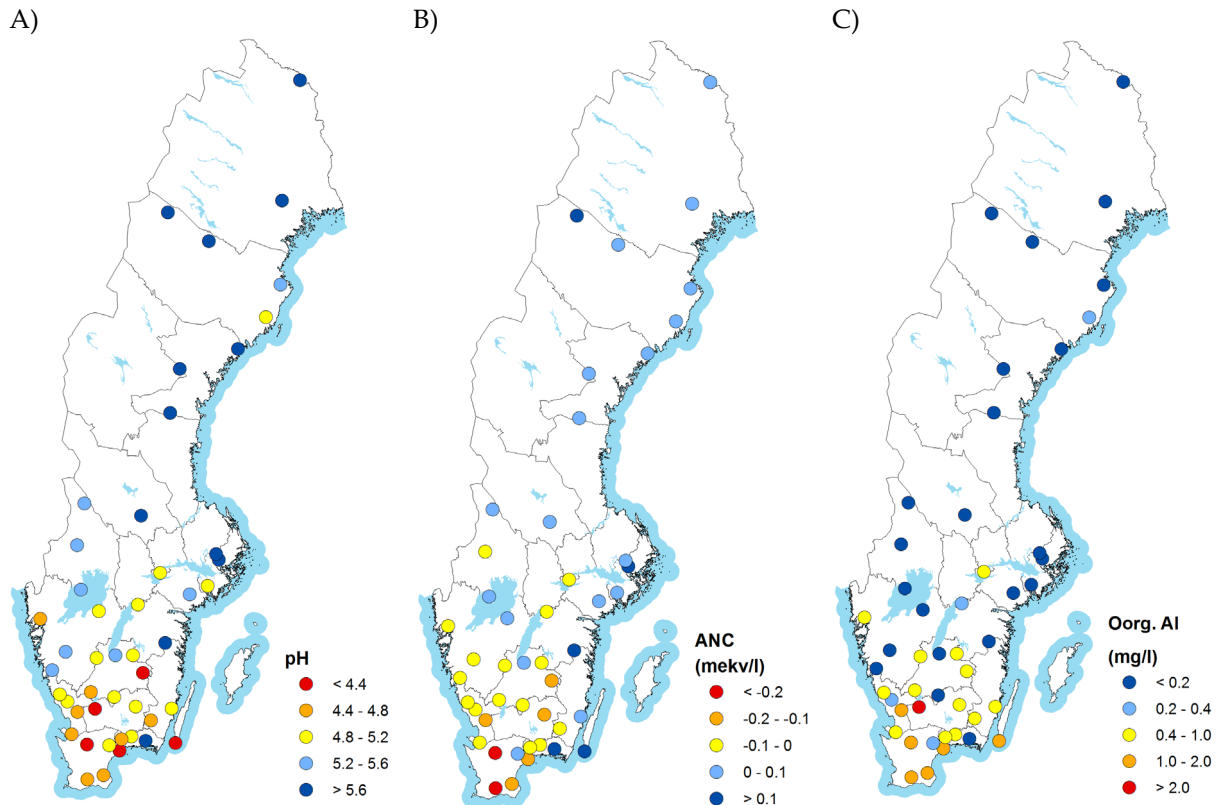 A)
B)
C)
pH
< 4.4
4.4 - 4.8
4.8 - 5.2
5.2 - 5.6
> 5.6
ANC
(mekv/l)
< -0.2
-0.2 - -0.1
-0.1 - 0
0 - 0.1
> 0.1
Oorg. Al
(mg/l)
< 0.2
0.2 - 0.4
0.4 - 1.0
1.0 - 2.0
> 2.0